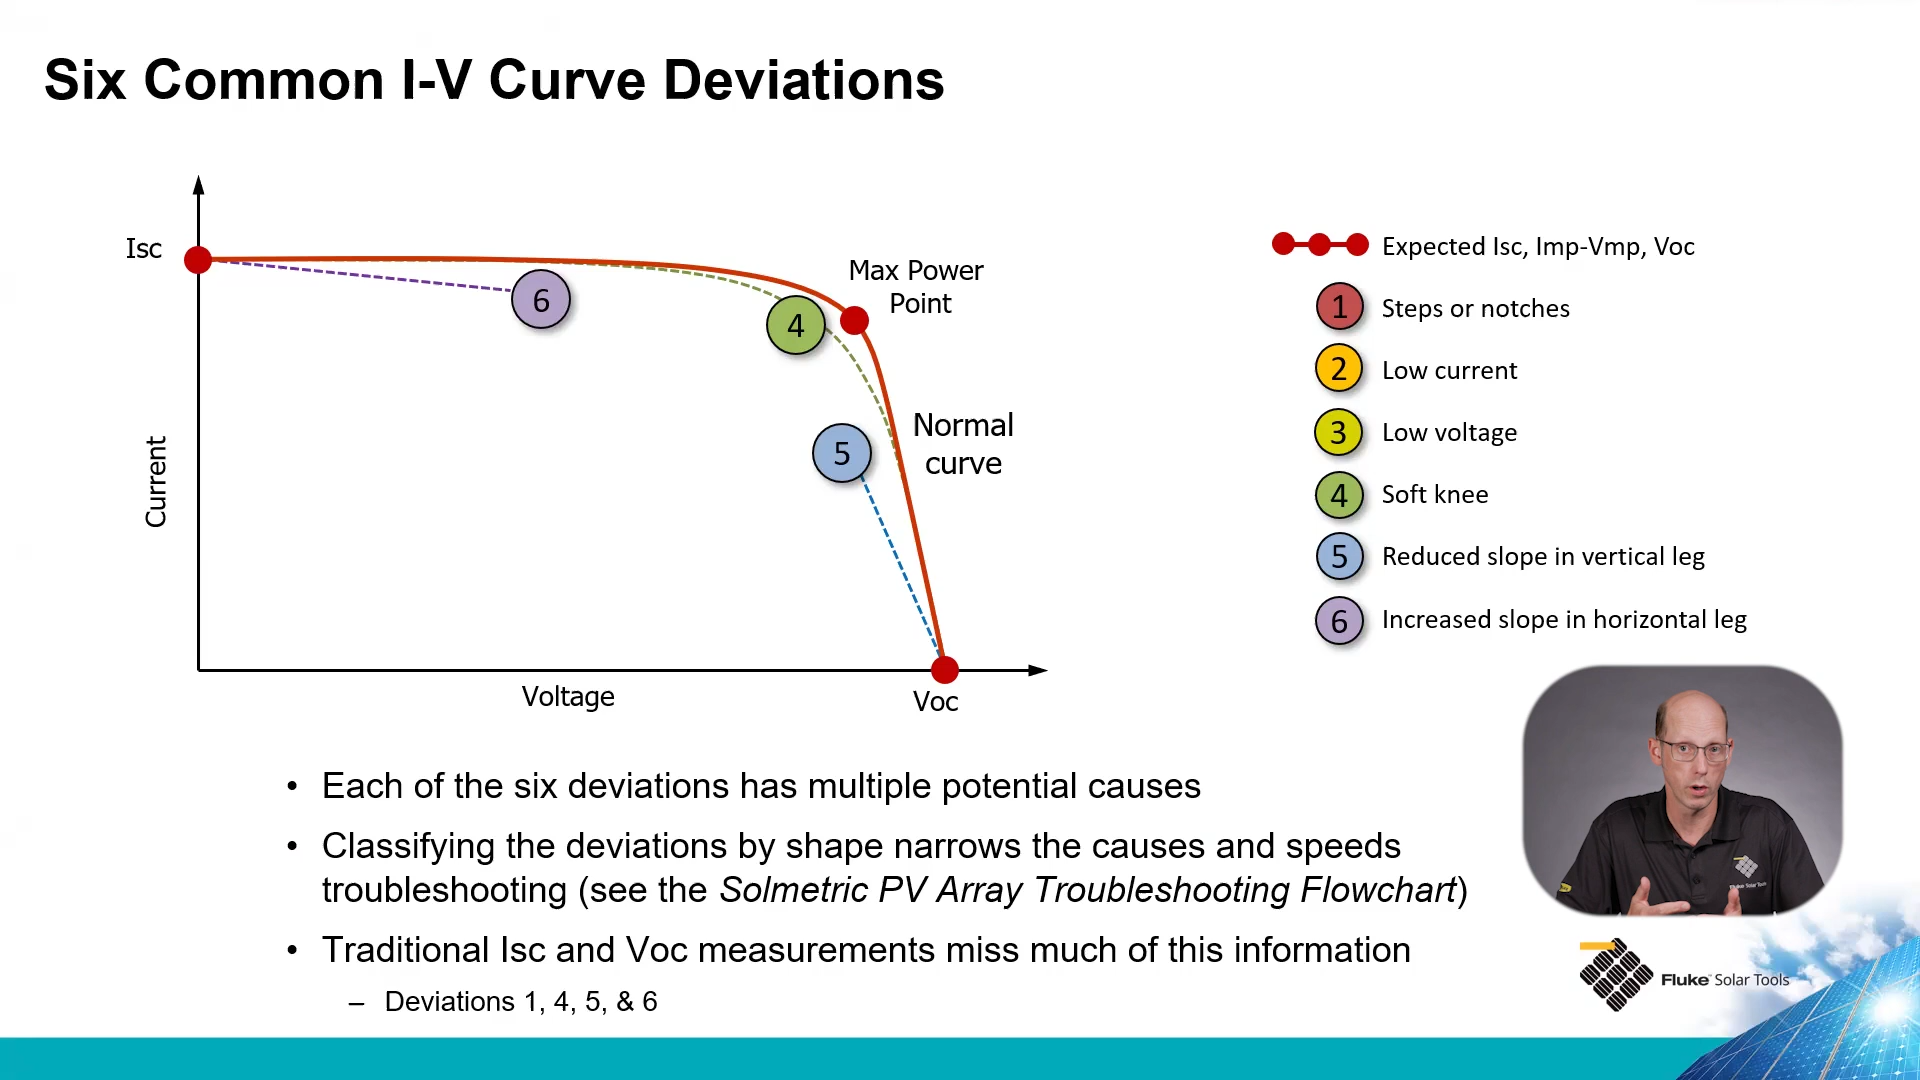 Six Common I-V Curve Deviations
Isc
6
4
Max Power
Point
5
Normal
curve
Current
Voltage
Voc
Expected Isc, Imp-Vmp, Voc
1 Steps or notches
2 Low current
3 Low voltage
4 Soft knee
5 Reduced slope in vertical leg
6 Increased slope in horizontal leg
• Each of the six deviations has multiple potential causes
• Classifying the deviations by shape narrows the causes and speeds
troubleshooting (see the Solmetric PV Array Troubleshooting Flowchart)
• Traditional Isc and Voc measurements miss much of this information
– Deviations 1, 4, 5, & 6
Fluke Solar Tools
Fluke™ Solar Tools